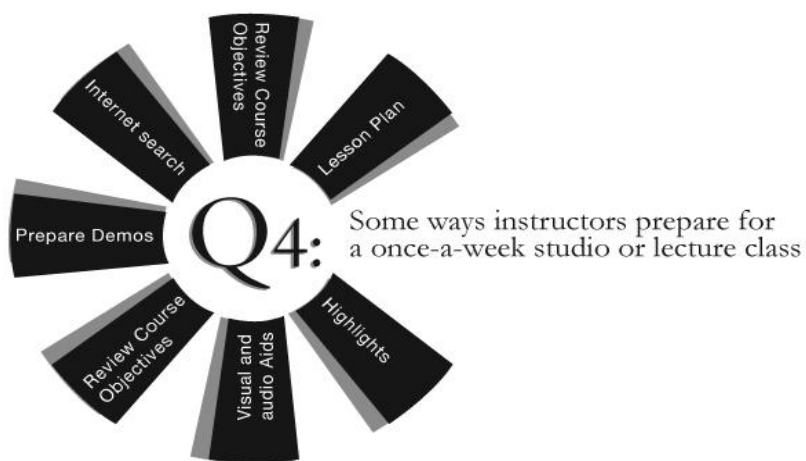 Review Course
Objectives
Lesson Plan
Internet search
Prepare Demos
Q4:
Some ways instructors prepare for
a once-a-week studio or lecture class
Review Course
Objectives
Visual and
audio Aids
Highlights